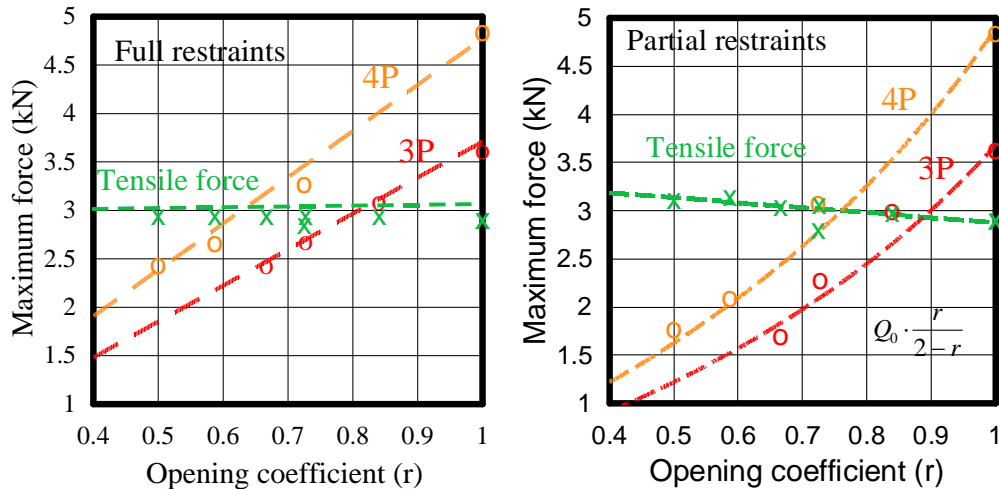 Full restraints
4P
3P
Tensile force
Maximum force (kN)
5
4.5
4
3.5
3
2.5
2
1.5
1
0.4 0.5 0.6 0.7 0.8 0.9 1
Opening coefficient (r)
Partial restraints
4P
Tensile force
3P
Q₀ · r / 2 − r
Maximum force (kN)
5
4.5
4
3.5
3
2.5
2
1.5
1
0.4 0.5 0.6 0.7 0.8 0.9 1
Opening coefficient (r)